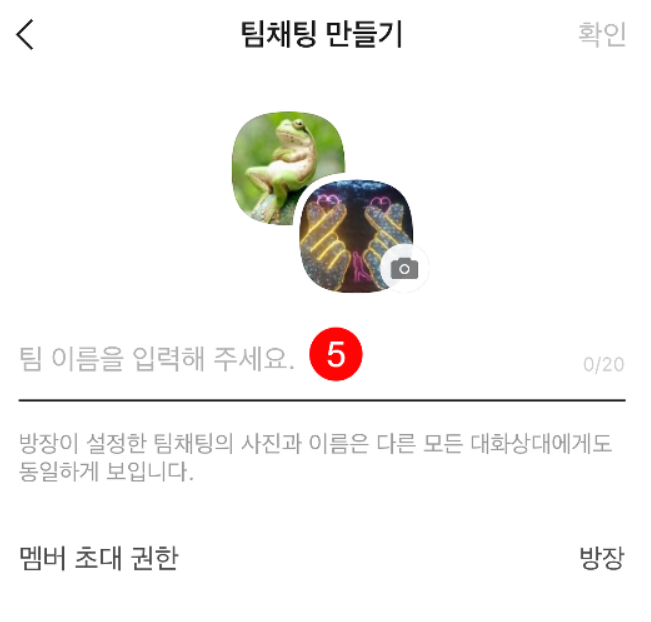 팀채팅 만들기 확인
팀 이름을 입력해 주세요. 5 0/20
방장이 설정한 팀채팅의 사진과 이름은 다른 모든 대화상대에게도
동일하게 보입니다.
멤버 초대 권한 방장